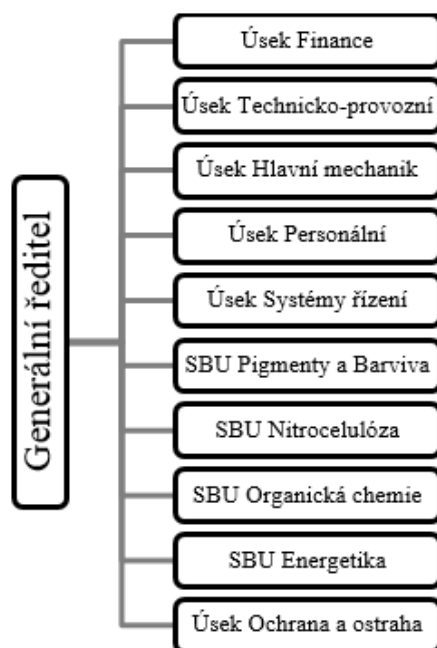 Generální ředitel
Úsek Finance
Úsek Technicko-provozní
Úsek Hlavní mechanik
Úsek Personální
Úsek Systémy řízení
SBU Pigmenty a Barviva
SBU Nitrocelulóza
SBU Organická chemie
SBU Energetika
Úsek Ochrana a ostraha